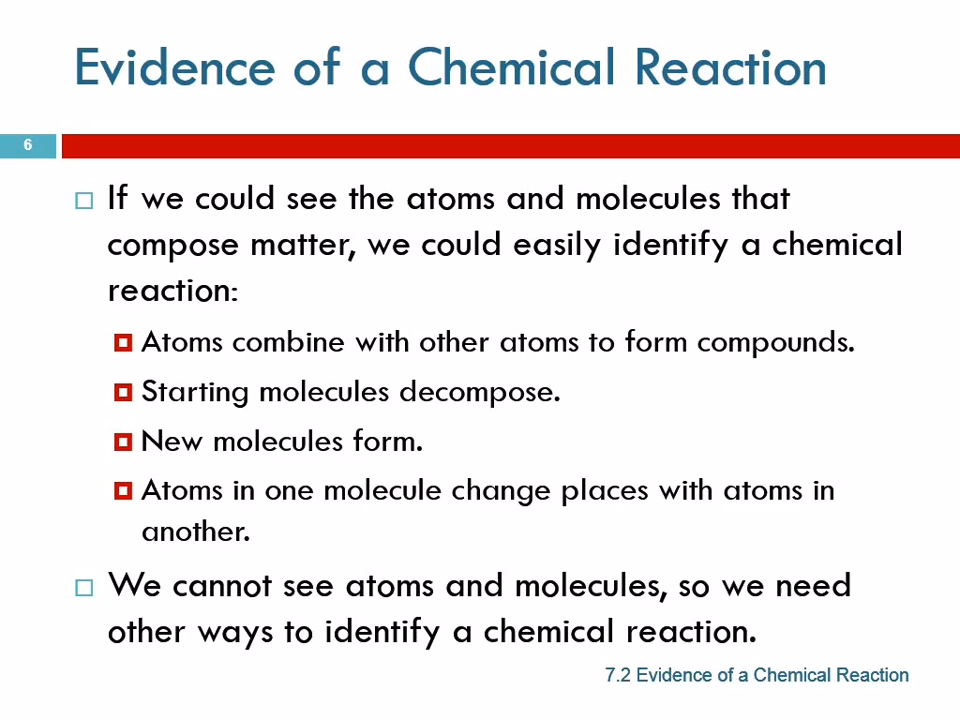 Evidence of a Chemical Reaction
6
If we could see the atoms and molecules that
compose matter, we could easily identify a chemical
reaction:
Atoms combine with other atoms to form compounds.
Starting molecules decompose.
New molecules form.
Atoms in one molecule change places with atoms in
another.
We cannot see atoms and molecules, so we need
other ways to identify a chemical reaction.
7.2 Evidence of a Chemical Reaction